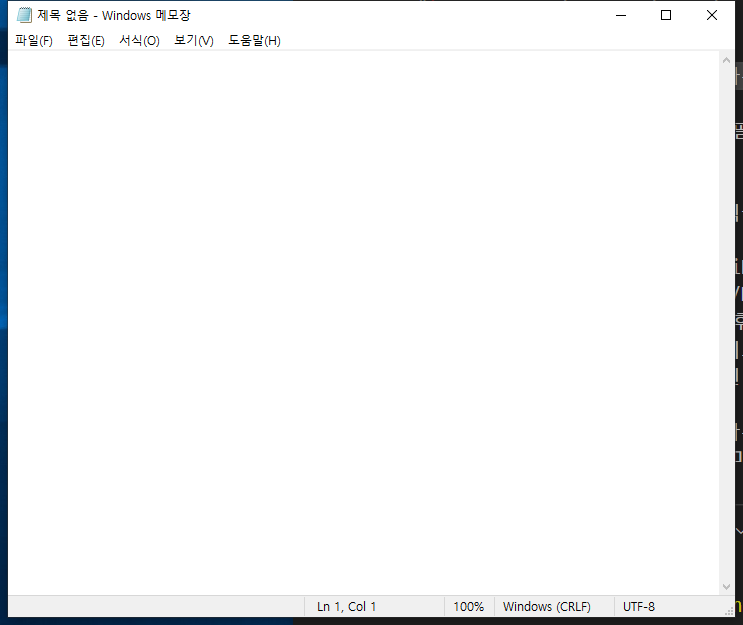 제목 없음 - Windows 메모장
파일(F) 편집(E) 서식(O) 보기(V) 도움말(H)
Ln 1, Col 1 100% Windows (CRLF) UTF-8